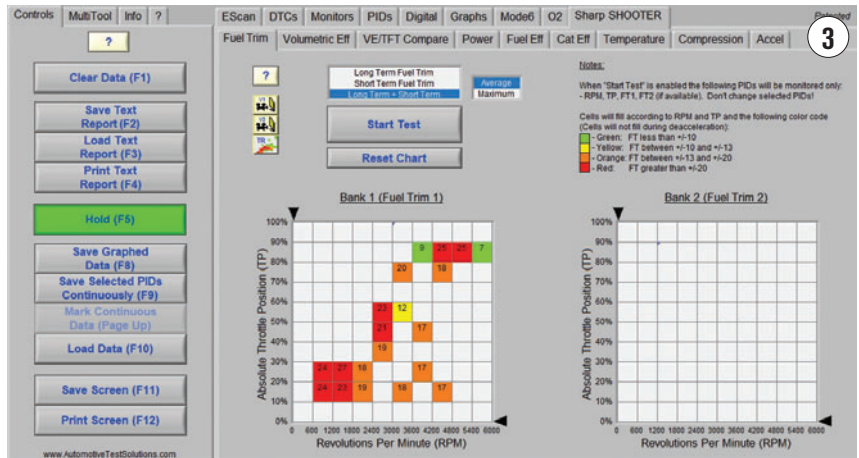 Controls MultiTool Info ?
EScan DTCs Monitors PIDs Digital Graphs Mode6 O2 Sharp SHOOTER Patented
Fuel Trim Volumetric Eff VE/TFT Compare Power Fuel Eff Cat Eff Temperature Compression Accel
3
?
Clear Data (F1)
Save Text
Report (F2)
Load Text
Report (F3)
Print Text
Report (F4)
Hold (F5)
Save Graphed
Data (F8)
Save Selected PIDs
Continuously (F9)
Mark Continuous
Data (Page Up)
Load Data (F10)
Save Screen (F11)
Print Screen (F12)
www.AutomotiveTestSolutions.com
?
Long Term Fuel Trim
Short Term Fuel Trim
Long Term + Short Term
Average
Maximum
Start Test
Reset Chart
Notes:
When "Start Test" is enabled the following PIDs will be monitored only:
- RPM, TP, FT1, FT2 (if available). Don't change selected PIDs!
Cells will fill according to RPM and TP and the following color code
(Cells will not fill during deacceleration):
- Green: FT less than +/-10
- Yellow: FT between +/-10 and +/-13
- Orange: FT between +/-13 and +/-20
- Red: FT greater than +/-20
Bank 1 (Fuel Trim 1)
Absolute Throttle Position (TP)
100%
90%
9 25 25 7
80%
20 18
70%
60%
23 12
50%
21 17
40%
19
30%
24 27 18 17
20%
24 23 19 16 17
10%
0%
0 600 1200 1800 2400 3000 3600 4200 4800 5400 6000
Revolutions Per Minute (RPM)
Bank 2 (Fuel Trim 2)
Absolute Throttle Position (TP)
100%
90%
80%
70%
60%
50%
40%
30%
20%
10%
0%
0 600 1200 1800 2400 3000 3600 4200 4800 5400 6000
Revolutions Per Minute (RPM)